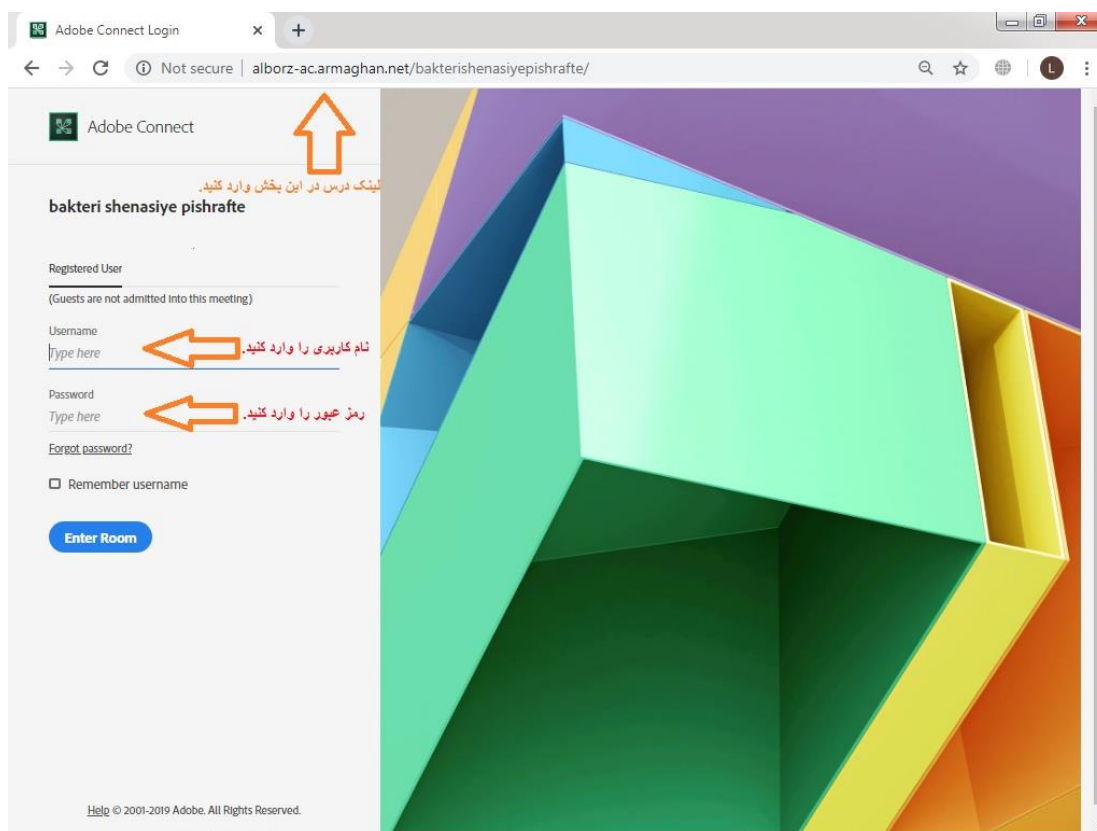 Adobe Connect Login
Not secure | alborz-ac.armaghan.net/bakterishenasiyepishrafte/
L
Adobe Connect
لینک درس در این بخش وارد کنید.
bakteri shenasiye pishrafte
Registered User
(Guests are not admitted into this meeting)
Username
Type here
نام کاربری را وارد کنید.
Password
Type here
رمز عبور را وارد کنید.
Forgot password?
Remember username
Enter Room
Help © 2001-2019 Adobe. All Rights Reserved.